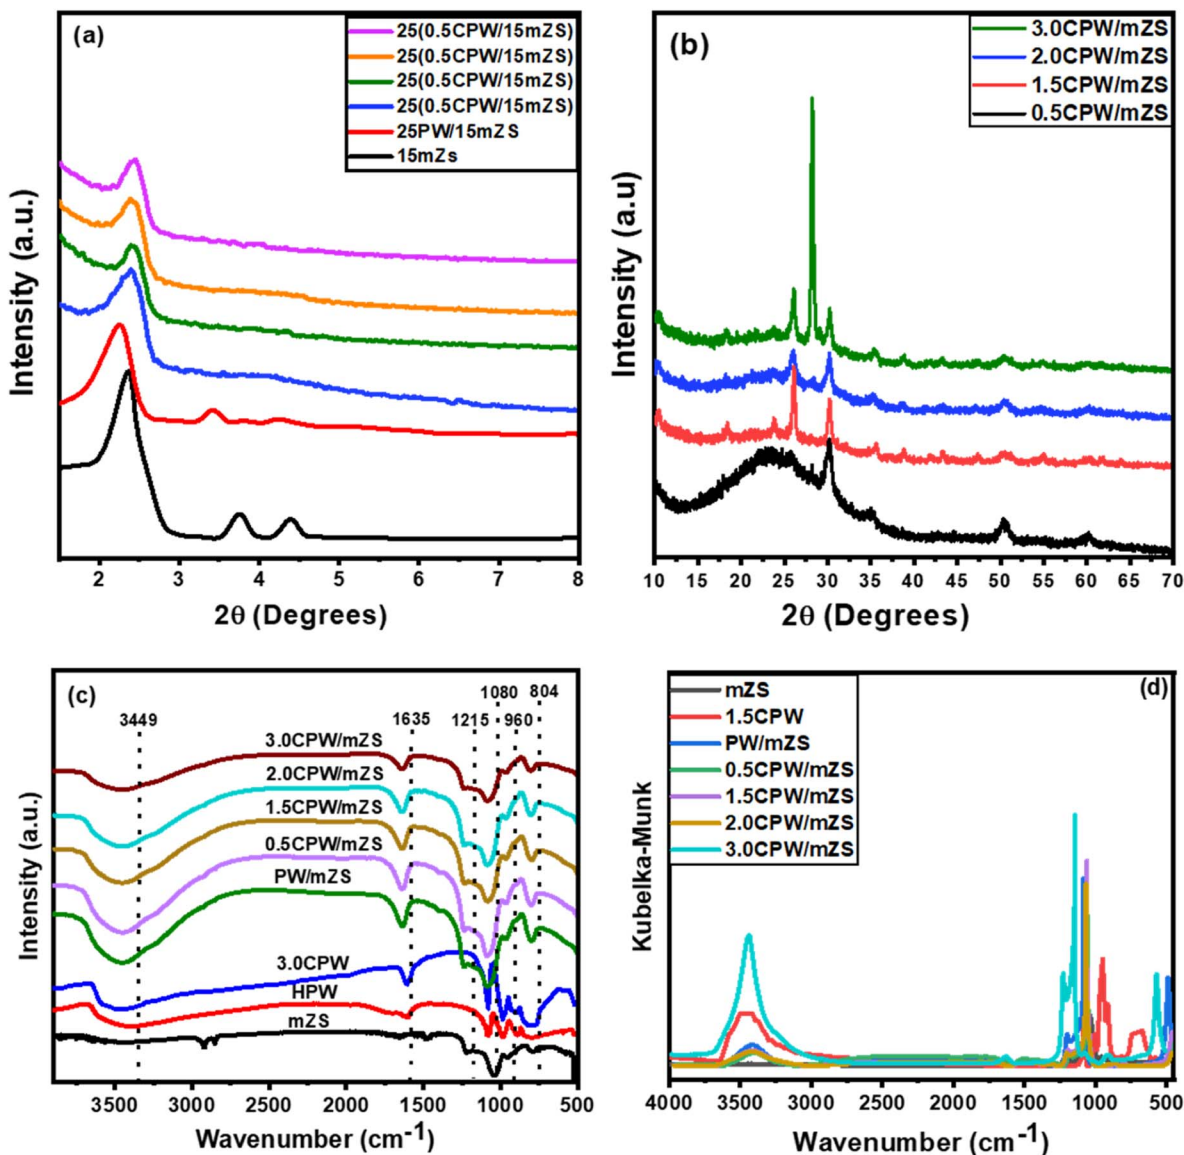 (a)
25(0.5CPW/15mZS)
25(0.5CPW/15mZS)
25(0.5CPW/15mZS)
25(0.5CPW/15mZS)
25PW/15mZS
15mZs
Intensity (a.u.)
2 3 4 5 6 7 8
2θ (Degrees)
(b)
3.0CPW/mZS
2.0CPW/mZS
1.5CPW/mZS
0.5CPW/mZS
Intensity (a.u)
10 15 20 25 30 35 40 45 50 55 60 65 70
2θ (Degrees)
(c)
3449
1635
1215
1080
960
804
3.0CPW/mZS
2.0CPW/mZS
1.5CPW/mZS
0.5CPW/mZS
PW/mZS
3.0CPW
HPW
mZS
Intensity (a.u.)
3500 3000 2500 2000 1500 1000 500
Wavenumber (cm-1)
(d)
mZS
1.5CPW
PW/mZS
0.5CPW/mZS
1.5CPW/mZS
2.0CPW/mZS
3.0CPW/mZS
Kubelka-Munk
4000 3500 3000 2500 2000 1500 1000 500
Wavenumber (cm-1)